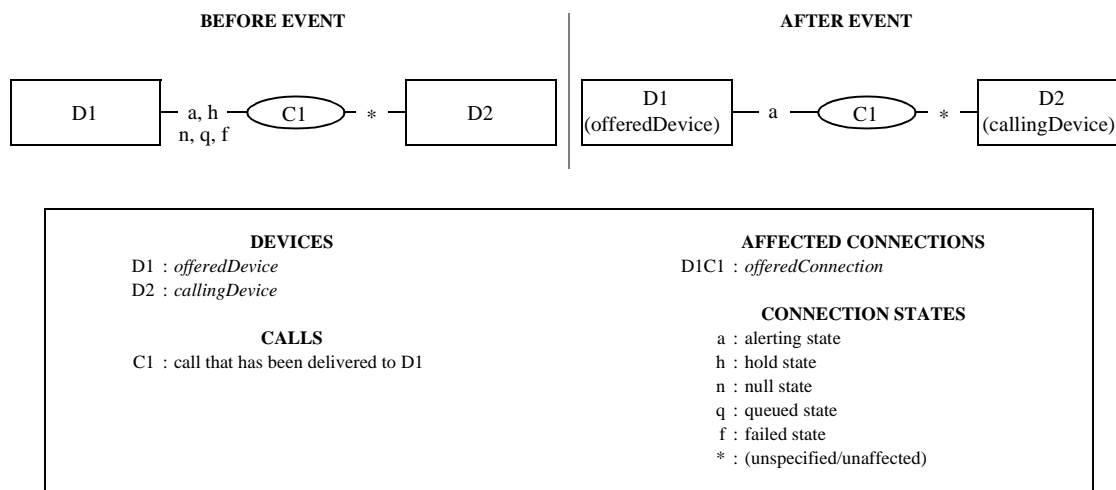 BEFORE EVENT
AFTER EVENT
D1
a, h
n, q, f
C1
*
D2
D1
(offeredDevice)
a
C1
*
D2
(callingDevice)
DEVICES
D1 : offeredDevice
D2 : callingDevice
CALLS
C1 : call that has been delivered to D1
AFFECTED CONNECTIONS
D1C1 : offeredConnection
CONNECTION STATES
a : alerting state
h : hold state
n : null state
q : queued state
f : failed state
* : (unspecified/unaffected)